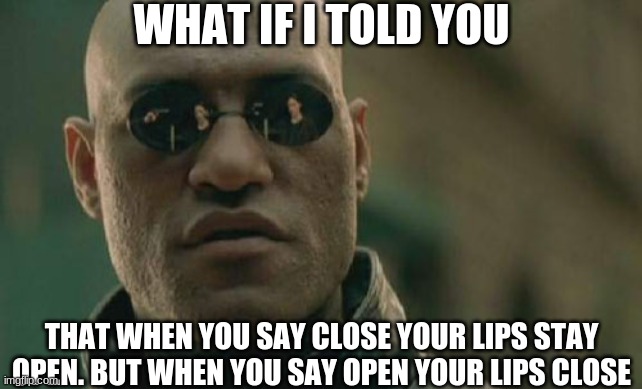 WHAT IF I TOLD YOU
THAT WHEN YOU SAY CLOSE YOUR LIPS STAY
OPEN. BUT WHEN YOU SAY OPEN YOUR LIPS CLOSE
imgflip.com